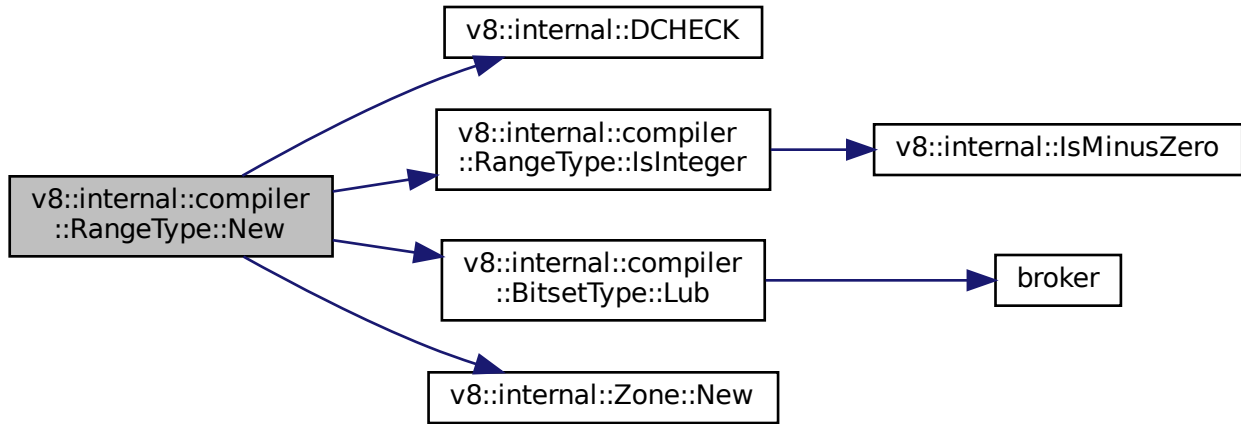 v8::internal::compiler
::RangeType::New
v8::internal::DCHECK
v8::internal::compiler
::RangeType::IsInteger
v8::internal::IsMinusZero
v8::internal::compiler
::BitsetType::Lub
broker
v8::internal::Zone::New